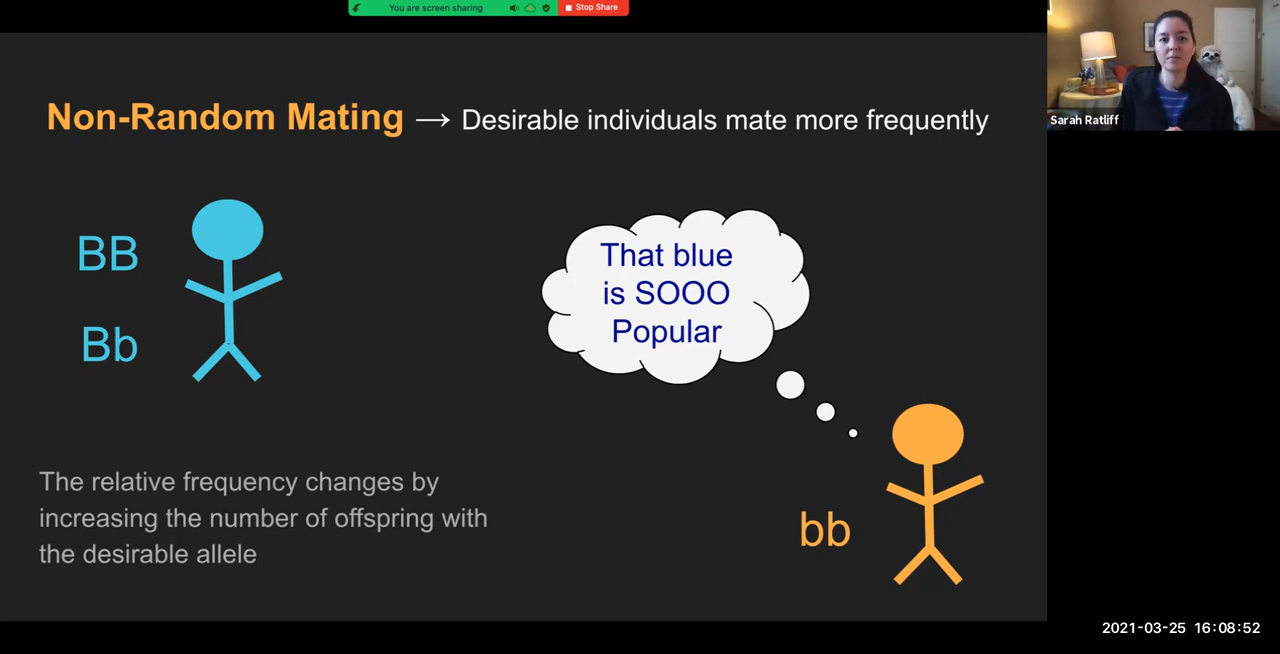 You are screen sharing
Stop Share
Sarah Ratliff
Non-Random Mating → Desirable individuals mate more frequently
BB
Bb
That blue
is SOOO
Popular
The relative frequency changes by
increasing the number of offspring with
the desirable allele
bb
2021-03-25 16:08:52